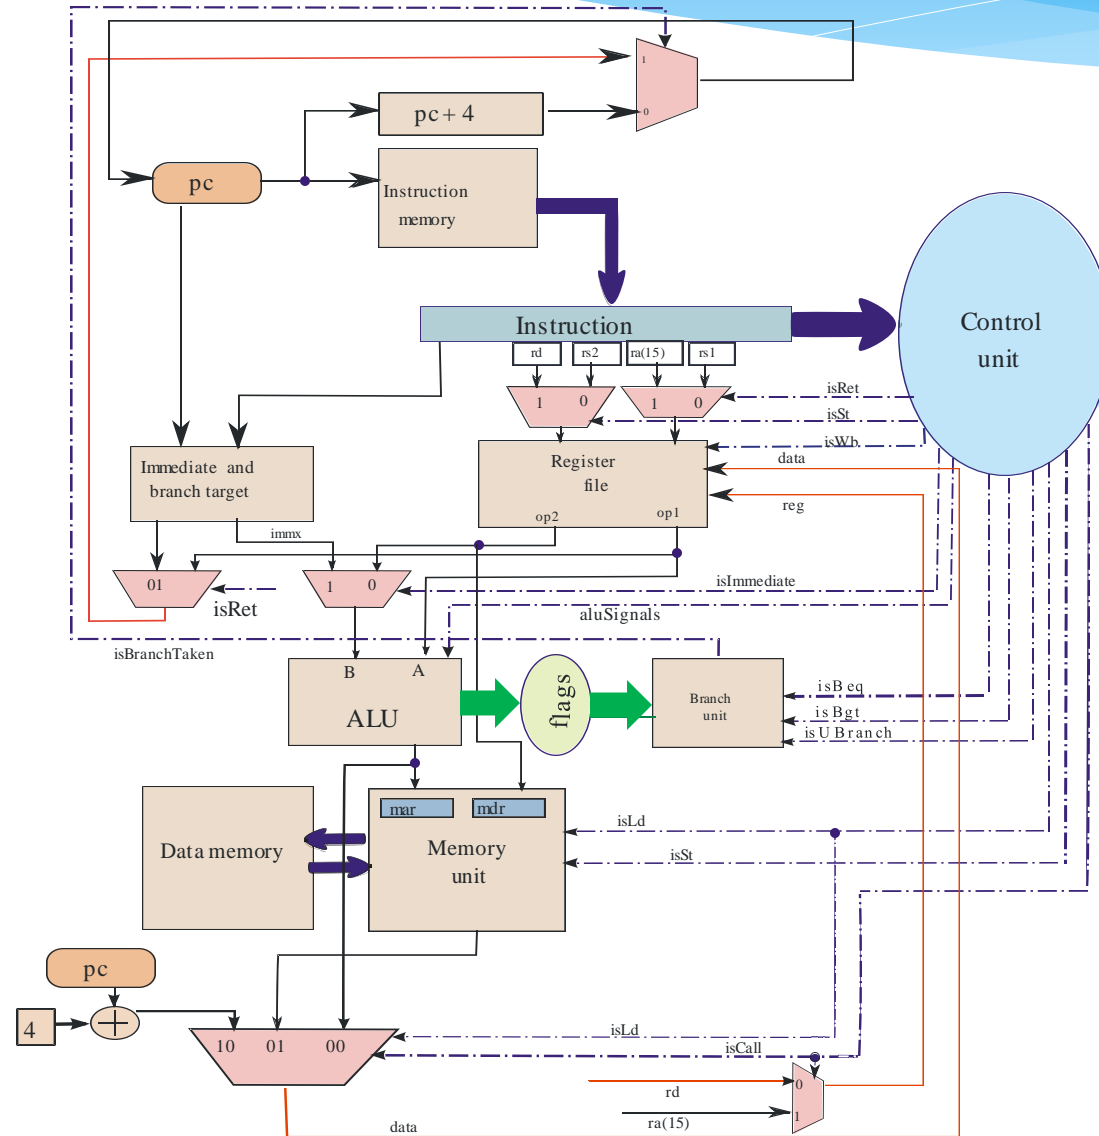 1
pc + 4
0
pc
Instruction
memory
Control
unit
Instruction
rd
rs2
ra(15)
rs1
1 0
1 0
isRet
isSt
isWb
data
reg
Register
file
op2
op1
Immediate and
branch target
immx
01
1 0
isImmediate
isRet
aluSignals
isBranchTaken
B A
ALU
flags
Branch
unit
isBeq
isBgt
isUBranch
mar
mdr
Memory
unit
Data memory
isLd
isSt
pc
4
+
10 01 00
isLd
isCall
rd
0
ra(15)
1
data